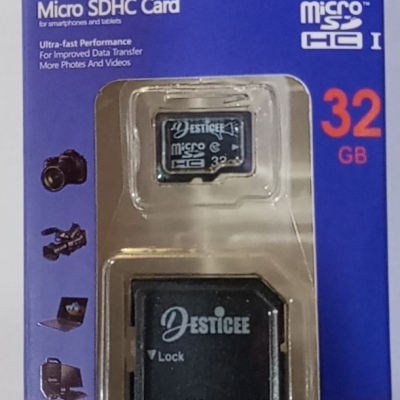 Micro SDHC Card
for smartphones and tablets
Ultra-fast Performance
For Improved Data Transfer
More Photos And Videos
micro
SD™
HC I
32
GB
DESTICEE
micro
SD
HC
32
DESTICEE
▼Lock